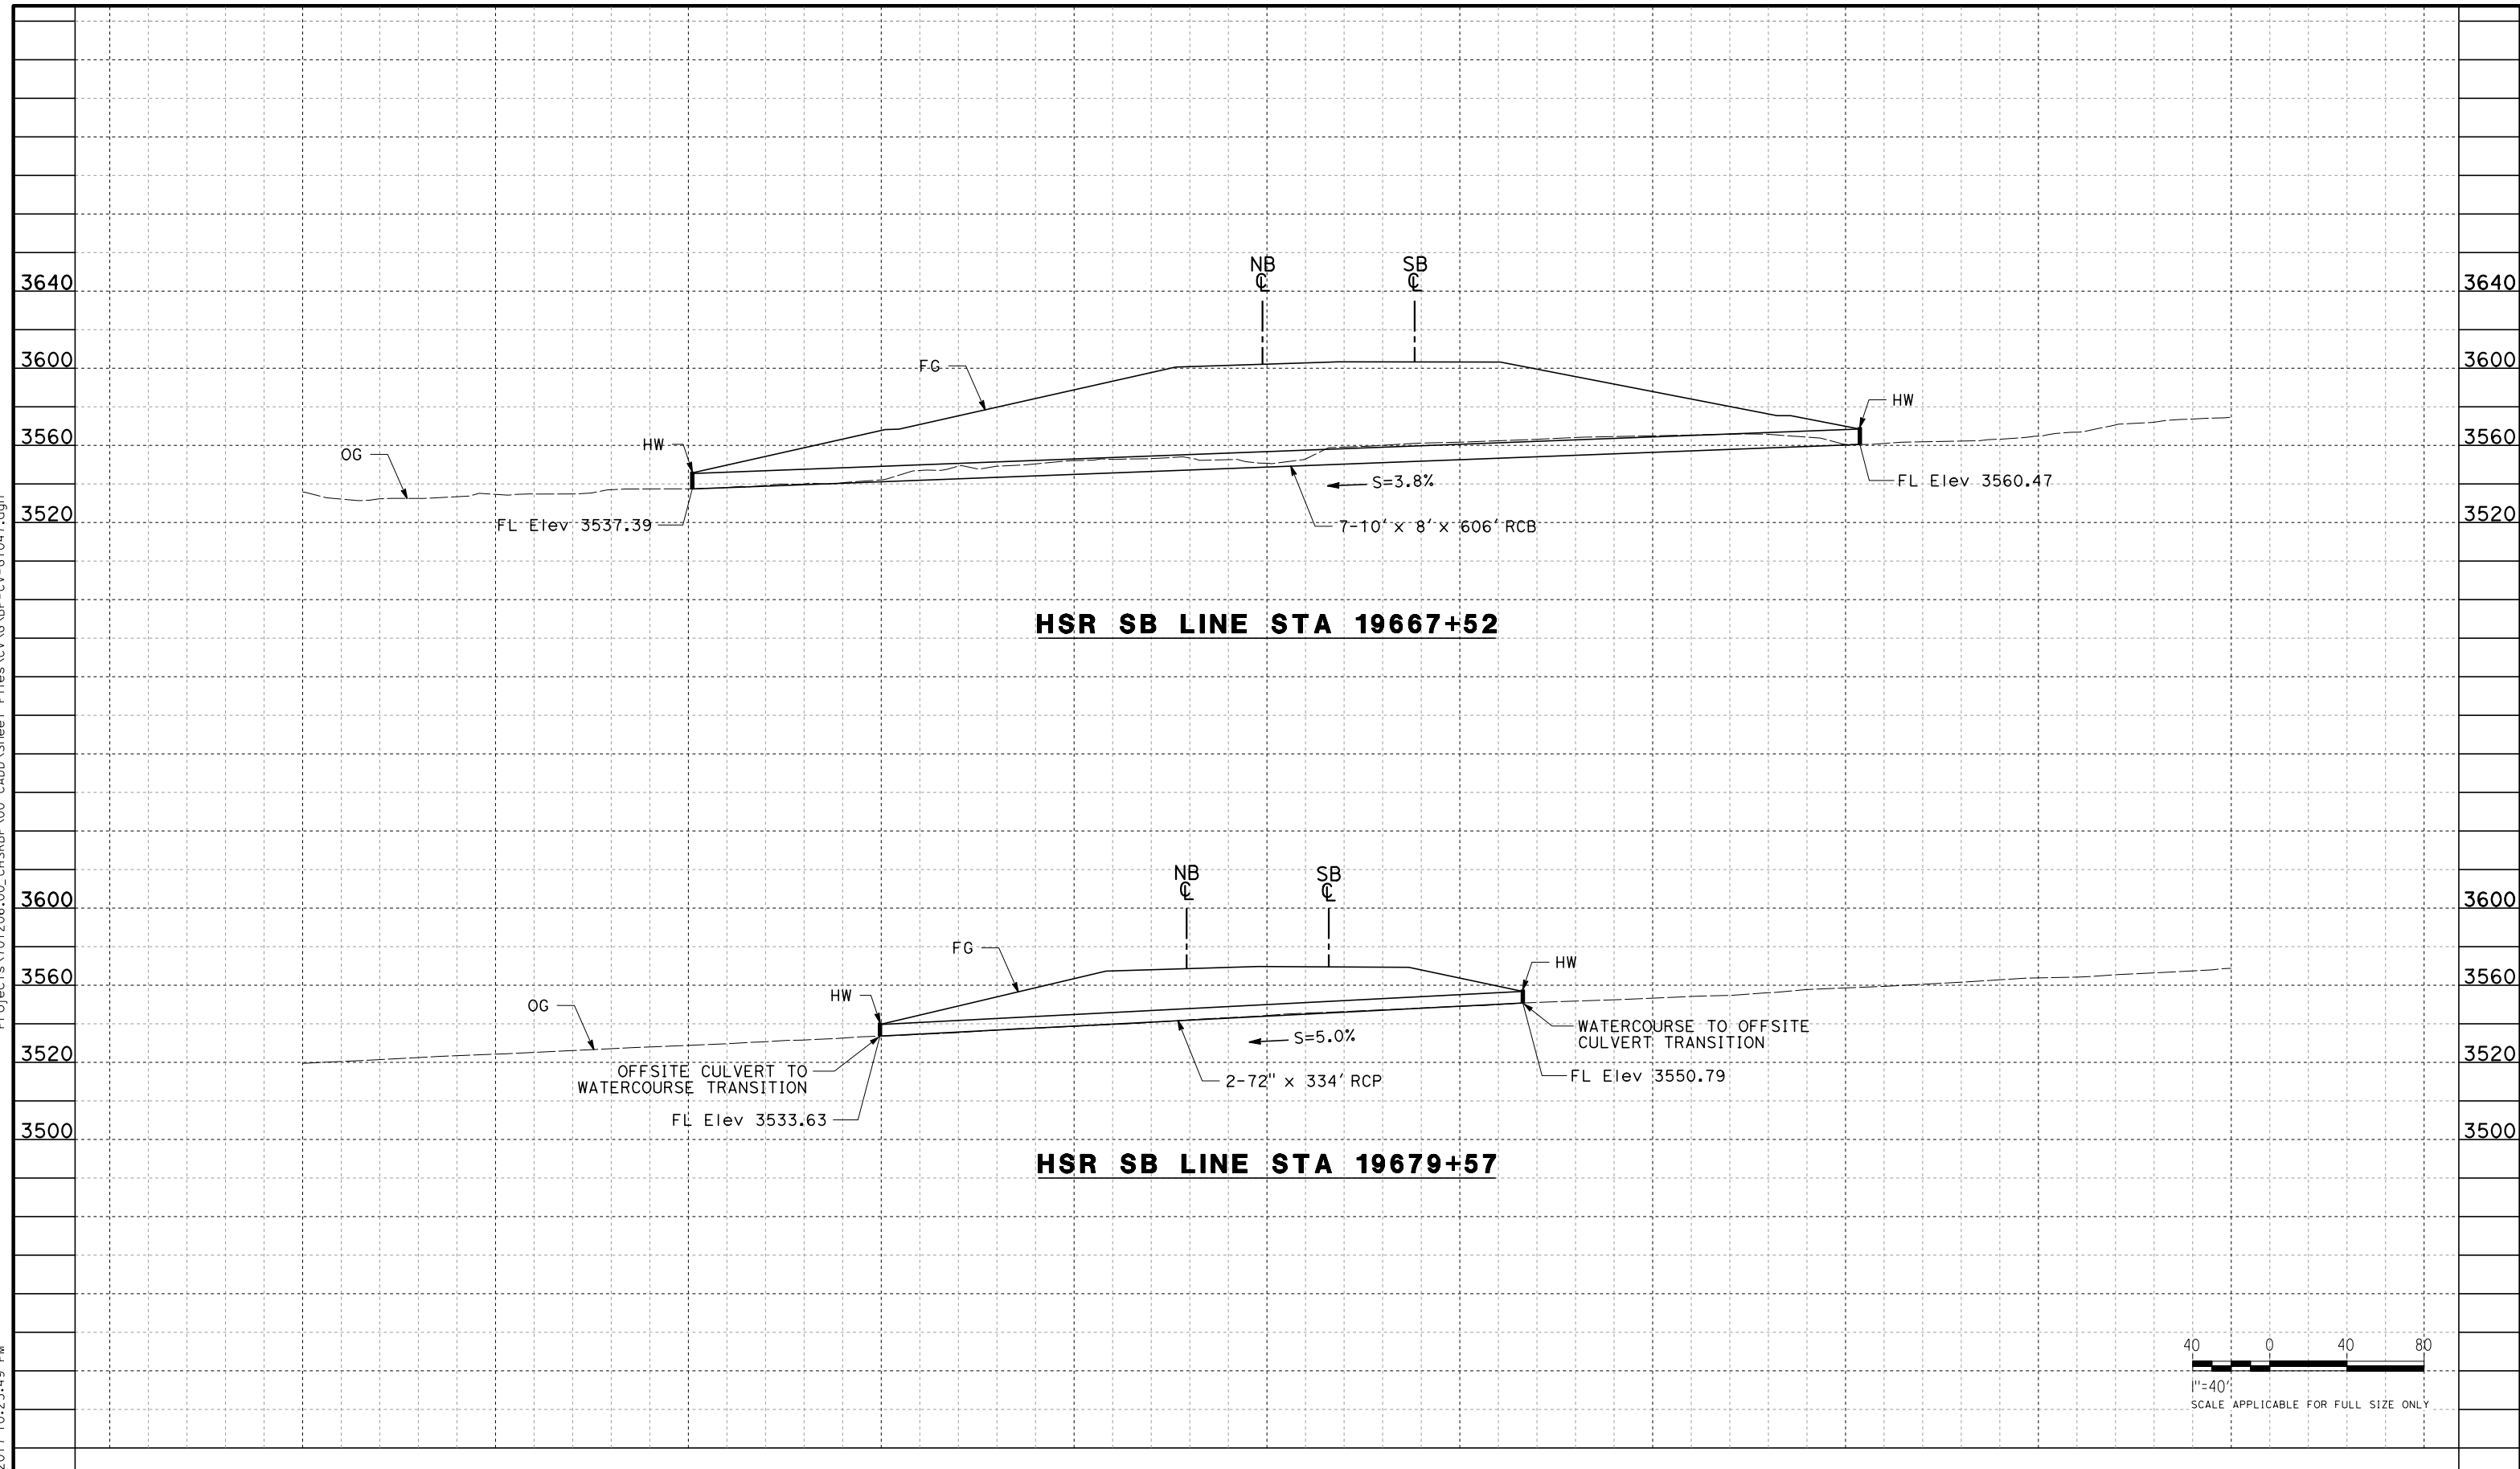 NB
SB
℄
℄
3640
3640
3600
3600
FG
HW
HW
3560
3560
OG
FL Elev 3560.47
S=3.8%
3520
3520
FL Elev 3537.39
7-10' x 8' x 606' RCB
HSR SB LINE STA 19667+52
NB
SB
℄
℄
3600
3600
FG
HW
3560
3560
HW
OG
WATERCOURSE TO OFFSITE
CULVERT TRANSITION
S=5.0%
3520
3520
OFFSITE CULVERT TO
WATERCOURSE TRANSITION
2-72" x 334' RCP
FL Elev 3550.79
FL Elev 3533.63
3500
3500
HSR SB LINE STA 19679+57
40 0 40 80
1"=40'
SCALE APPLICABLE FOR FULL SIZE ONLY